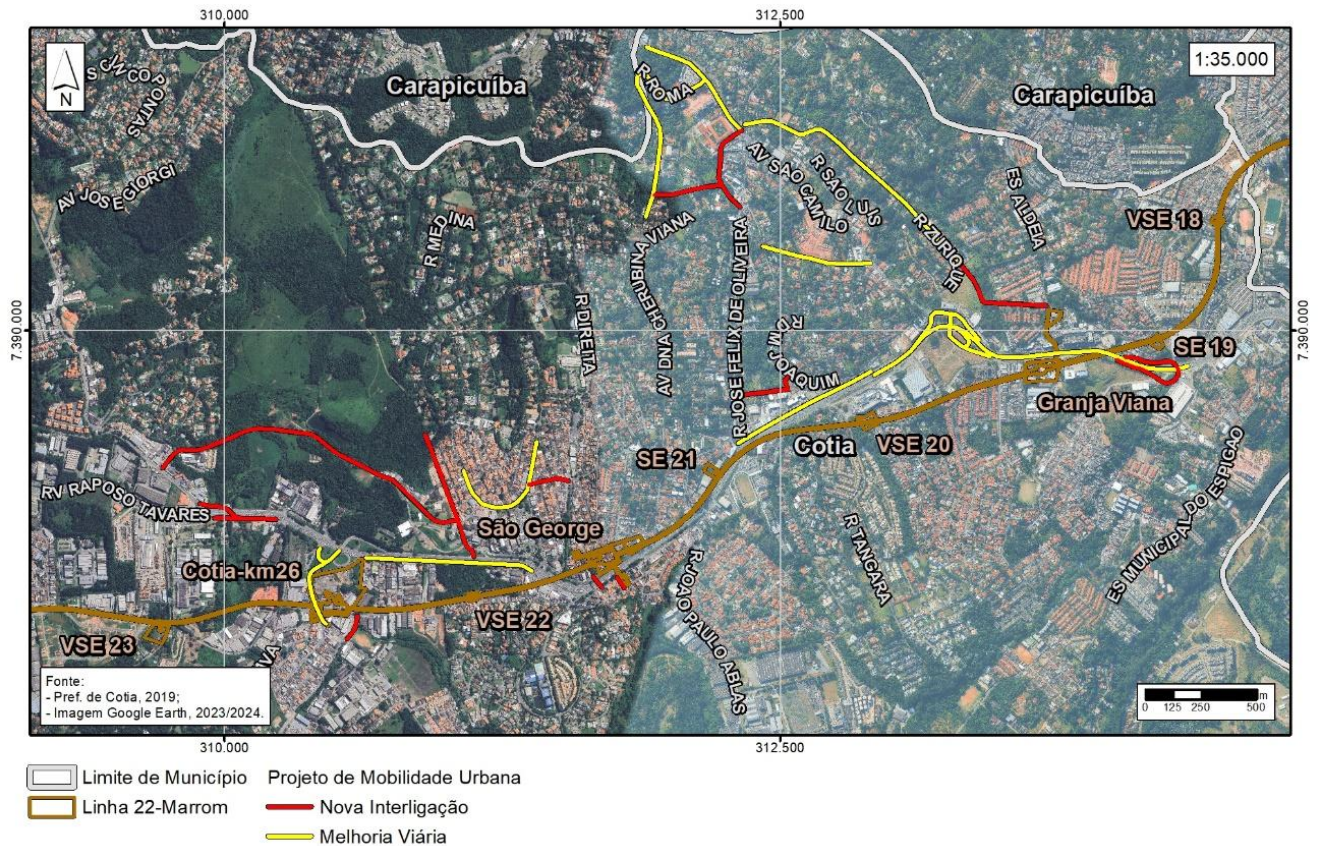 310.000
312.500
N
1:35.000
Carapicuíba
Carapicuíba
S CINCO PONTAS
R ROMA
AV JOSE GIORGI
AV SAO CAMILO
R SAO LUIS
ES ALDEIA
VSE 18
R MEDINA
AV DNA CHERUBINA VIANA
R JOSE FELIX DE OLIVEIRA
R ZURIQUE
R DIREITA
7.390.000
7.390.000
R DM JOAQUIM
SE 19
Granja Viana
Cotia
VSE 20
SE 21
RV RAPOSO TAVARES
São George
R TANGARA
ES MUNICIPAL DO ESPIGAO
Cotia-km26
R JOAO PAULO ABLAS
VSE 22
VSE 23
IVA
Fonte:
- Pref. de Cotia, 2019;
- Imagem Google Earth, 2023/2024.
m
0 125 250 500
310.000
312.500
Limite de Município
Projeto de Mobilidade Urbana
Linha 22-Marrom
Nova Interligação
Melhoria Viária